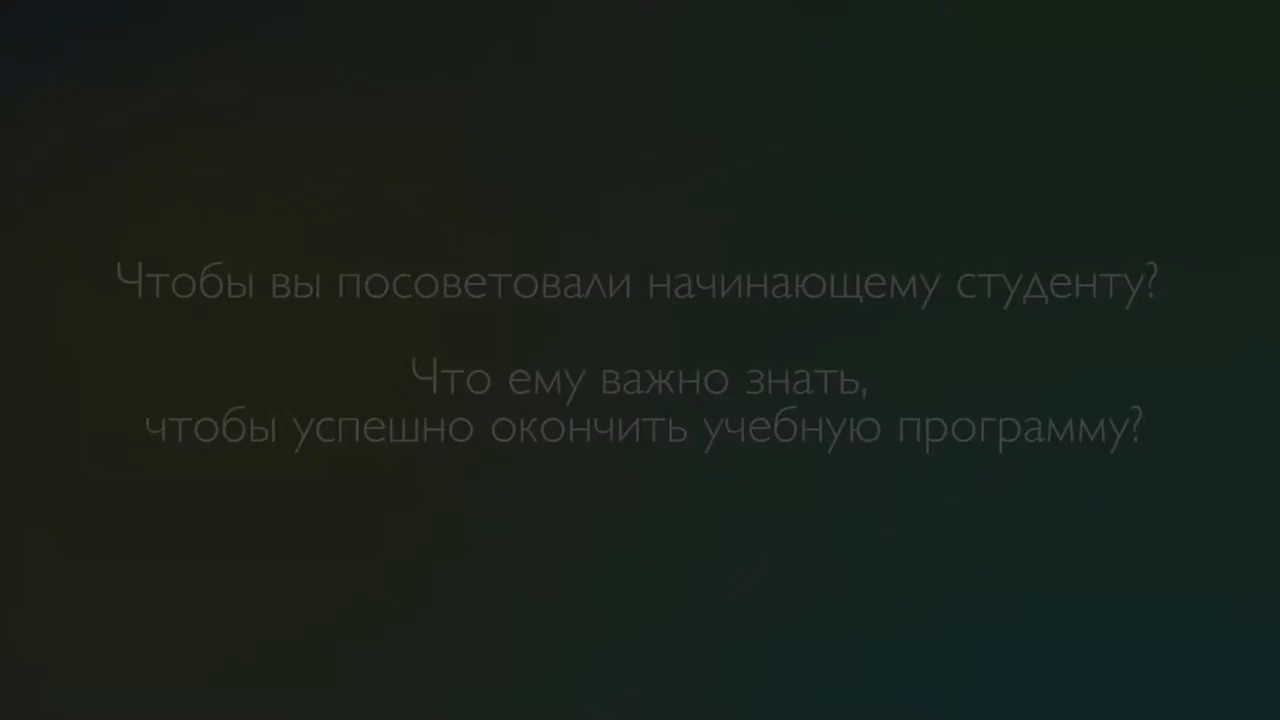 Чтобы вы посоветовали начинающему студенту?
Что ему важно знать,
чтобы успешно окончить учебную программу?